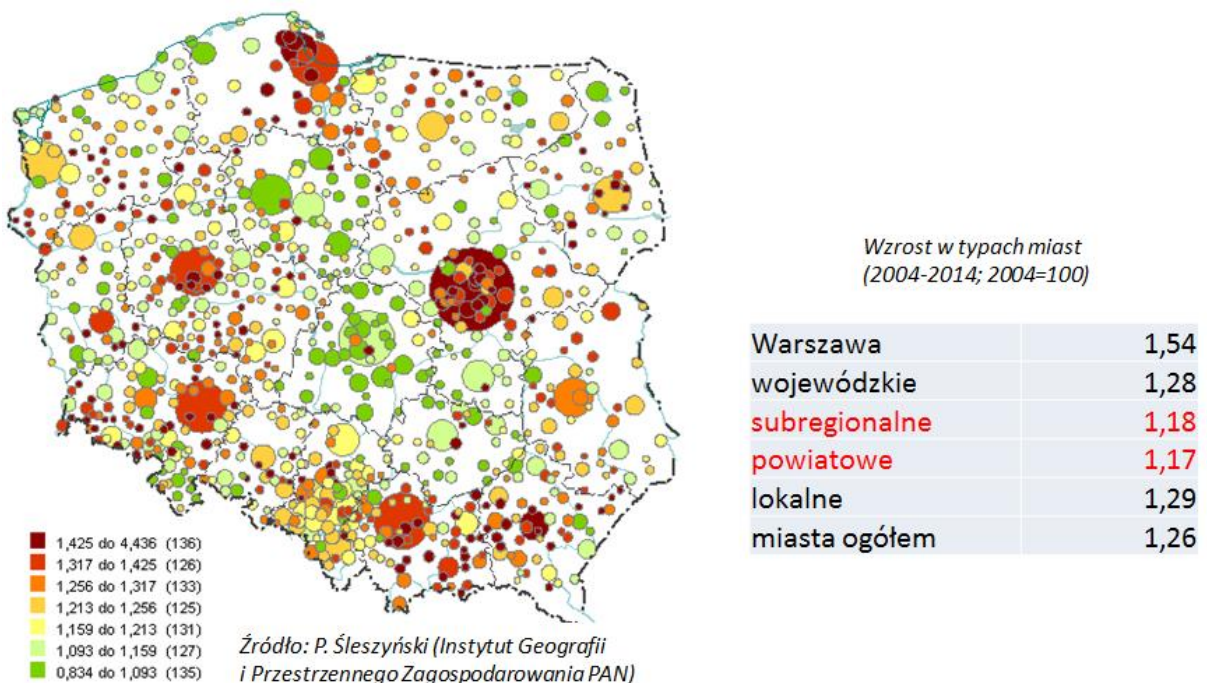 Wzrost w typach miast
(2004-2014; 2004=100)
Warszawa 1,54
wojewódzkie 1,28
subregionalne 1,18
powiatowe 1,17
lokalne 1,29
miasta ogółem 1,26
1,425 do 4,436 (136)
1,317 do 1,425 (126)
1,256 do 1,317 (133)
1,213 do 1,256 (125)
1,159 do 1,213 (131)
1,093 do 1,159 (127)
0,834 do 1,093 (135)
Źródło: P. Śleszyński (Instytut Geografii
i Przestrzennego Zagospodarowania PAN)